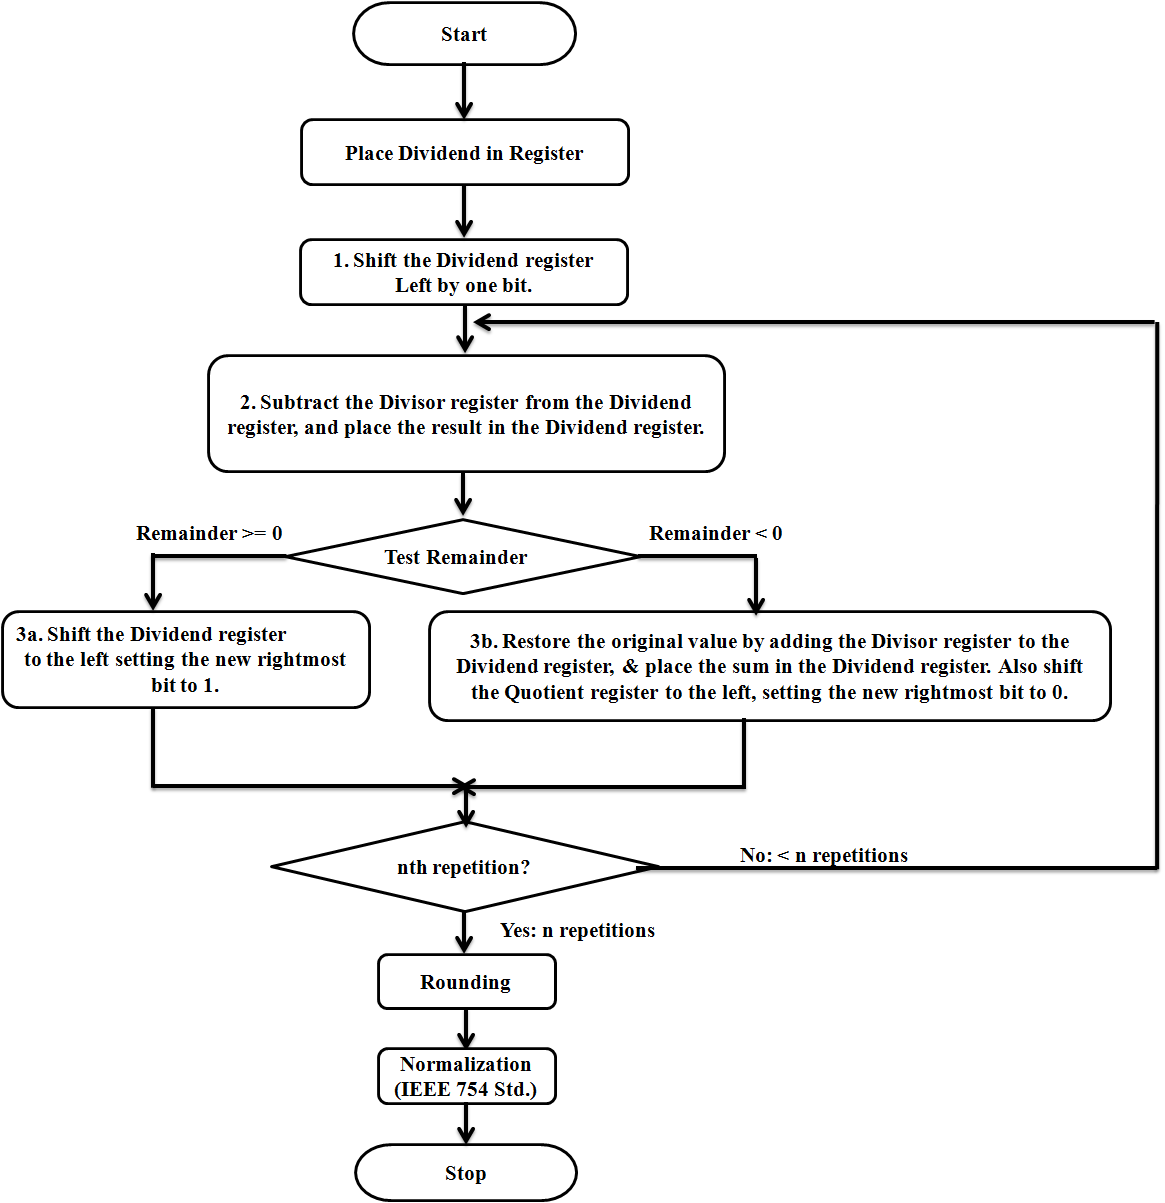 Start
Place Dividend in Register
1. Shift the Dividend register
Left by one bit.
2. Subtract the Divisor register from the Dividend
register, and place the result in the Dividend register.
Remainder >= 0
Remainder < 0
Test Remainder
3a. Shift the Dividend register
to the left setting the new rightmost
bit to 1.
3b. Restore the original value by adding the Divisor register to the
Dividend register, & place the sum in the Dividend register. Also shift
the Quotient register to the left, setting the new rightmost bit to 0.
nth repetition?
No: < n repetitions
Yes: n repetitions
Rounding
Normalization
(IEEE 754 Std.)
Stop